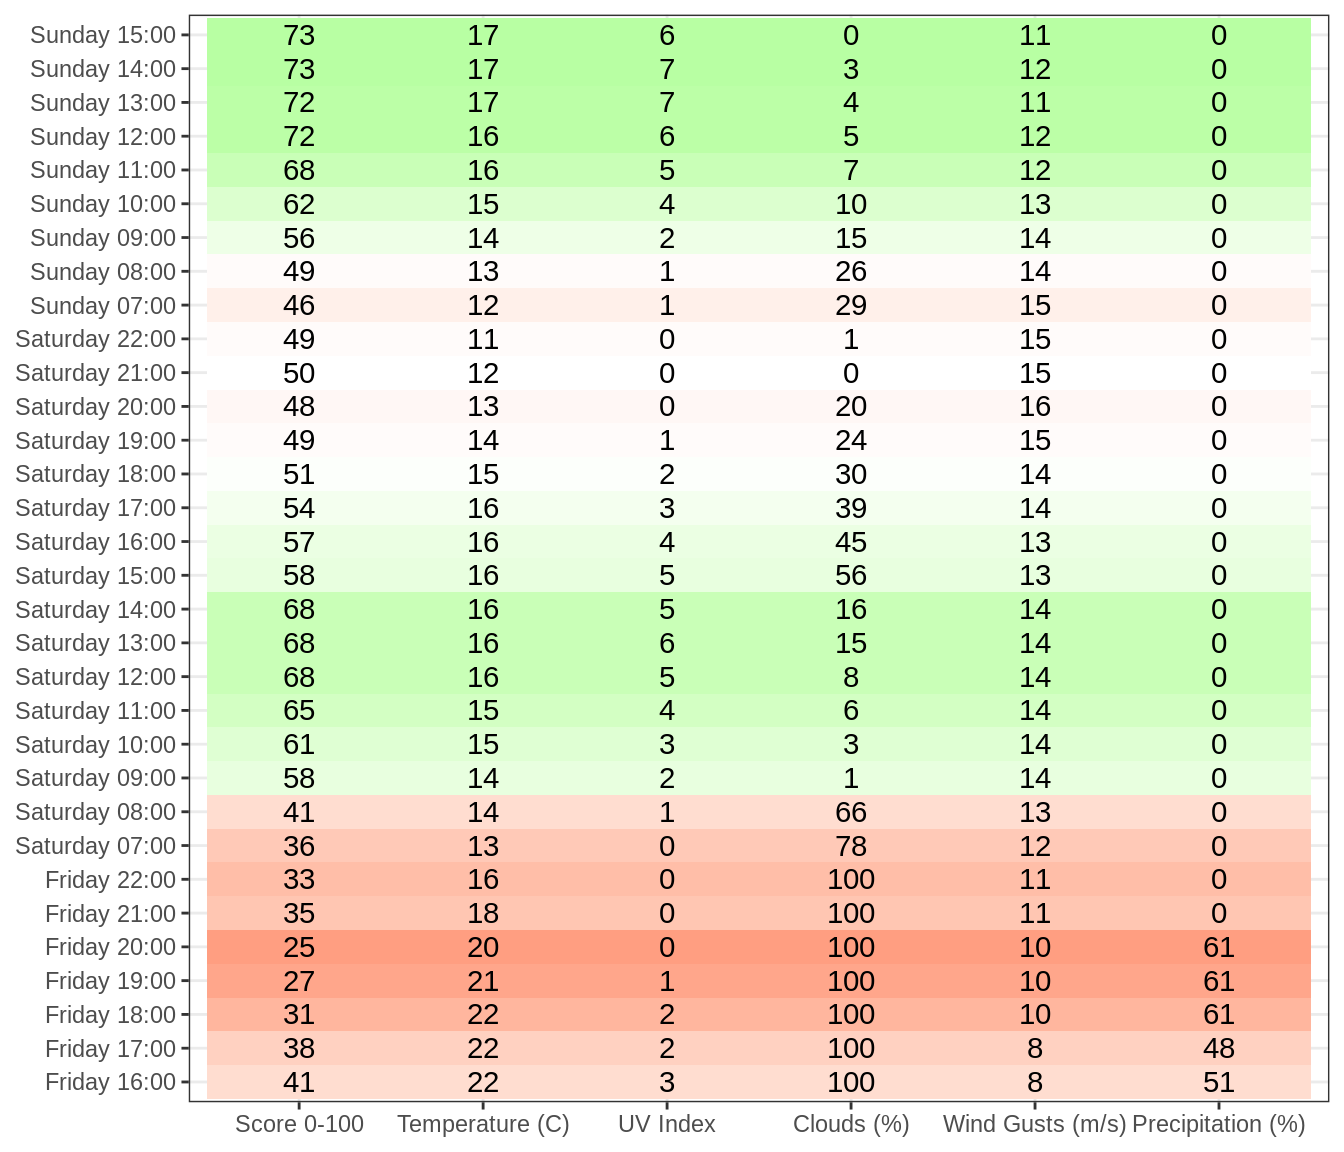 Sunday 15:00 73 17 6 0 11 0
Sunday 14:00 73 17 7 3 12 0
Sunday 13:00 72 17 7 4 11 0
Sunday 12:00 72 16 6 5 12 0
Sunday 11:00 68 16 5 7 12 0
Sunday 10:00 62 15 4 10 13 0
Sunday 09:00 56 14 2 15 14 0
Sunday 08:00 49 13 1 26 14 0
Sunday 07:00 46 12 1 29 15 0
Saturday 22:00 49 11 0 1 15 0
Saturday 21:00 50 12 0 0 15 0
Saturday 20:00 48 13 0 20 16 0
Saturday 19:00 49 14 1 24 15 0
Saturday 18:00 51 15 2 30 14 0
Saturday 17:00 54 16 3 39 14 0
Saturday 16:00 57 16 4 45 13 0
Saturday 15:00 58 16 5 56 13 0
Saturday 14:00 68 16 5 16 14 0
Saturday 13:00 68 16 6 15 14 0
Saturday 12:00 68 16 5 8 14 0
Saturday 11:00 65 15 4 6 14 0
Saturday 10:00 61 15 3 3 14 0
Saturday 09:00 58 14 2 1 14 0
Saturday 08:00 41 14 1 66 13 0
Saturday 07:00 36 13 0 78 12 0
Friday 22:00 33 16 0 100 11 0
Friday 21:00 35 18 0 100 11 0
Friday 20:00 25 20 0 100 10 61
Friday 19:00 27 21 1 100 10 61
Friday 18:00 31 22 2 100 10 61
Friday 17:00 38 22 2 100 8 48
Friday 16:00 41 22 3 100 8 51
Score 0-100 Temperature (C) UV Index Clouds (%) Wind Gusts (m/s) Precipitation (%)